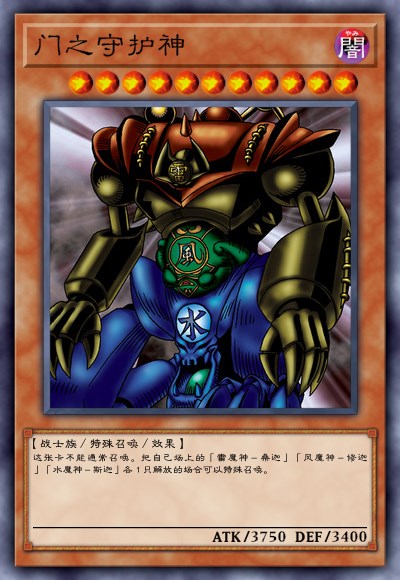 门之守护神
闇
やみ
雷
風
水
【战士族／特殊召唤／效果】
这张卡不能通常召唤。把自己场上的「雷魔神－桑迦」「风魔神－修迦
」「水魔神－斯迦」各1只解放的场合可以特殊召唤。
ATK/3750 DEF/3400